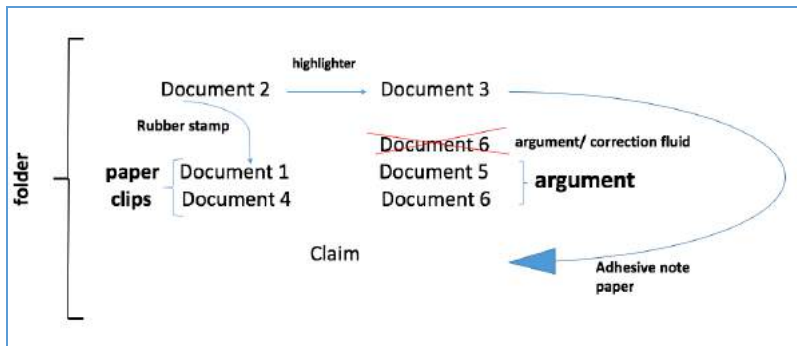 highlighter
Document 2
Document 3
Rubber stamp
Document 6
argument/ correction fluid
folder
paper
clips
Document 1
Document 4
Document 5
Document 6
argument
Claim
Adhesive note
paper